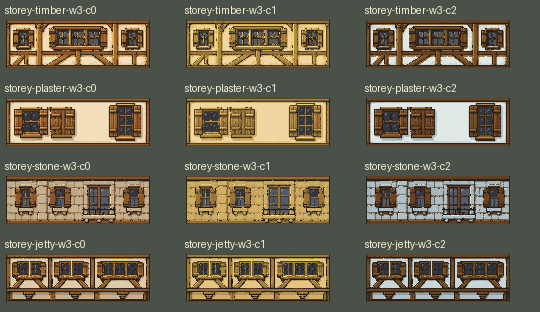 storey-timber-w3-c0 storey-timber-w3-c1 storey-timber-w3-c2
storey-plaster-w3-c0 storey-plaster-w3-c1 storey-plaster-w3-c2
storey-stone-w3-c0 storey-stone-w3-c1 storey-stone-w3-c2
storey-jetty-w3-c0 storey-jetty-w3-c1 storey-jetty-w3-c2